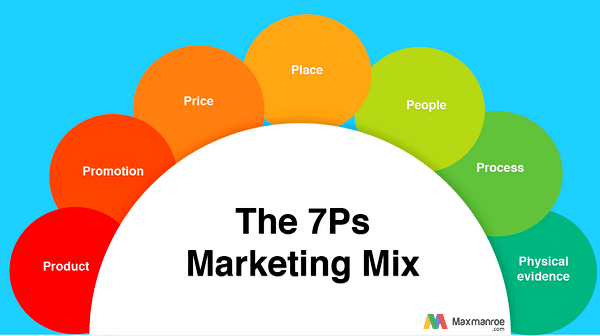 Place
Price
People
Promotion
Process
The 7Ps
Marketing Mix
Product
Physical
evidence
Maxmanroe
.com